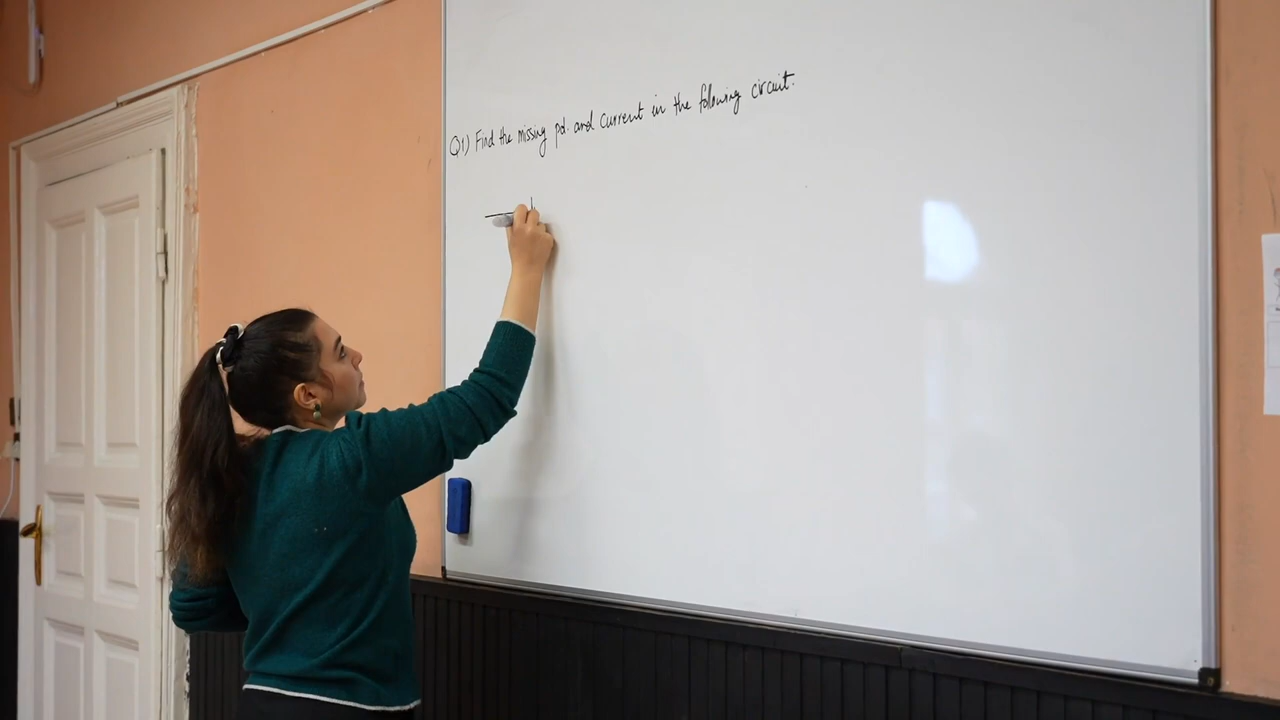 Q1) Find the missing pd. and current in the following circuit.